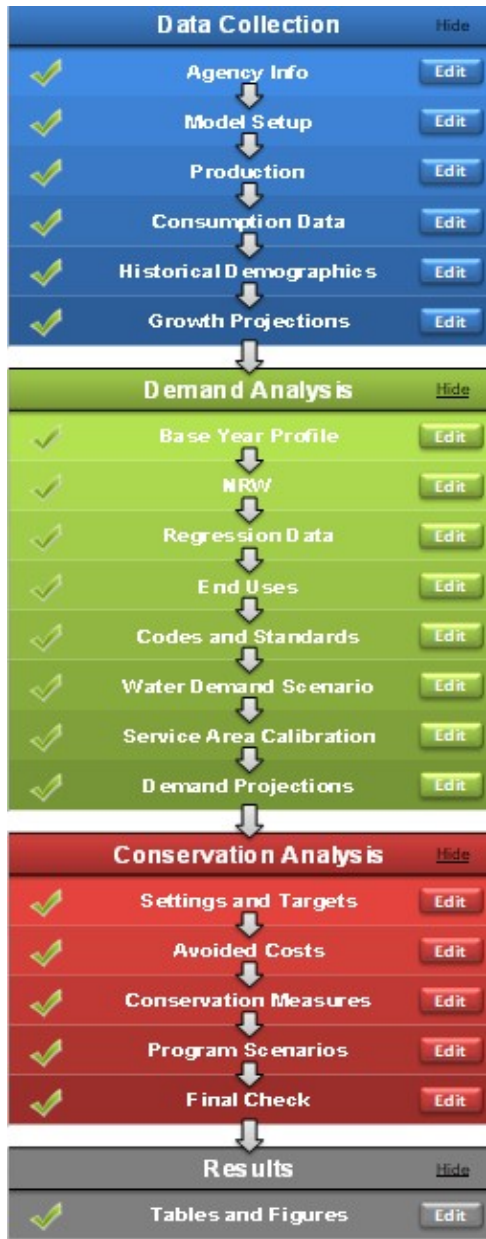 Data Collection Hide
Agency Info Edit
Model Setup Edit
Production Edit
Consumption Data Edit
Historical Demographics Edit
Growth Projections Edit
Demand Analysis Hide
Base Year Profile Edit
NRW Edit
Regression Data Edit
End Uses Edit
Codes and Standards Edit
Water Demand Scenario Edit
Service Area Calibration Edit
Demand Projections Edit
Conservation Analysis Hide
Settings and Targets Edit
Avoided Costs Edit
Conservation Measures Edit
Program Scenarios Edit
Final Check Edit
Results Hide
Tables and Figures Edit